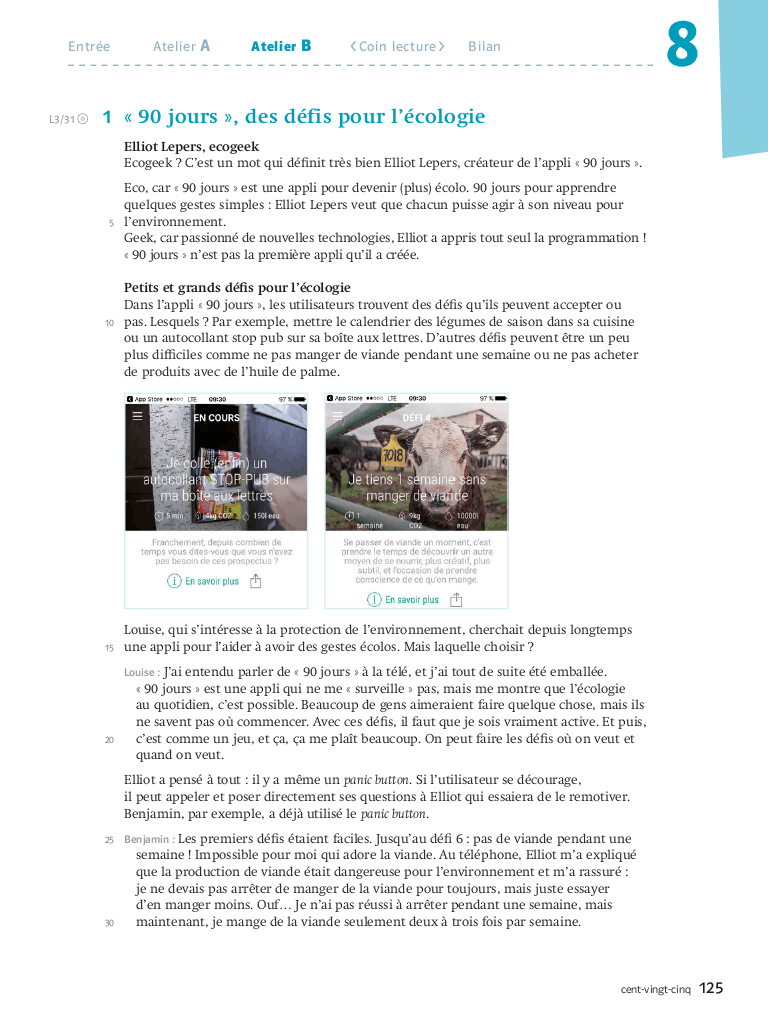 Entrée Atelier A Atelier B ‹Coin lecture› Bilan 8
L3/31 1 « 90 jours », des défis pour l'écologie
Elliot Lepers, ecogeek
Ecogeek ? C'est un mot qui définit très bien Elliot Lepers, créateur de l'appli « 90 jours ».
Eco, car « 90 jours » est une appli pour devenir (plus) écolo. 90 jours pour apprendre
quelques gestes simples : Elliot Lepers veut que chacun puisse agir à son niveau pour
5 l'environnement.
Geek, car passionné de nouvelles technologies, Elliot a appris tout seul la programmation !
« 90 jours » n'est pas la première appli qu'il a créée.
Petits et grands défis pour l'écologie
Dans l'appli « 90 jours », les utilisateurs trouvent des défis qu'ils peuvent accepter ou
10 pas. Lesquels ? Par exemple, mettre le calendrier des légumes de saison dans sa cuisine
ou un autocollant stop pub sur sa boîte aux lettres. D'autres défis peuvent être un peu
plus difficiles comme ne pas manger de viande pendant une semaine ou ne pas acheter
de produits avec de l'huile de palme.
App Store LTE 09:30 97 %
EN COURS
Je colle (enfin) un
autocollant STOP-PUB sur
ma boîte aux lettres
5 min 4kg CO2 150l eau
Franchement, depuis combien de
temps vous dites-vous que vous n'avez
pas besoin de ces prospectus ?
En savoir plus
App Store LTE 09:30 97 %
DÉFI 4
7018
Je tiens 1 semaine sans
manger de viande
1 semaine 9kg CO2 10000l eau
Se passer de viande un moment, c'est
prendre le temps de découvrir un autre
moyen de se nourrir, plus créatif, plus
subtil, et l'occasion de prendre
conscience de ce qu'on mange.
En savoir plus
Louise, qui s'intéresse à la protection de l'environnement, cherchait depuis longtemps
15 une appli pour l'aider à avoir des gestes écolos. Mais laquelle choisir ?
Louise : J'ai entendu parler de « 90 jours » à la télé, et j'ai tout de suite été emballée.
« 90 jours » est une appli qui ne me « surveille » pas, mais me montre que l'écologie
au quotidien, c'est possible. Beaucoup de gens aimeraient faire quelque chose, mais ils
ne savent pas où commencer. Avec ces défis, il faut que je sois vraiment active. Et puis,
20 c'est comme un jeu, et ça, ça me plaît beaucoup. On peut faire les défis où on veut et
quand on veut.
Elliot a pensé à tout : il y a même un panic button. Si l'utilisateur se décourage,
il peut appeler et poser directement ses questions à Elliot qui essaiera de le remotiver.
Benjamin, par exemple, a déjà utilisé le panic button.
25 Benjamin : Les premiers défis étaient faciles. Jusqu'au défi 6 : pas de viande pendant une
semaine ! Impossible pour moi qui adore la viande. Au téléphone, Elliot m'a expliqué
que la production de viande était dangereuse pour l'environnement et m'a rassuré :
je ne devais pas arrêter de manger de la viande pour toujours, mais juste essayer
d'en manger moins. Ouf… Je n'ai pas réussi à arrêter pendant une semaine, mais
30 maintenant, je mange de la viande seulement deux à trois fois par semaine.
cent-vingt-cinq 125